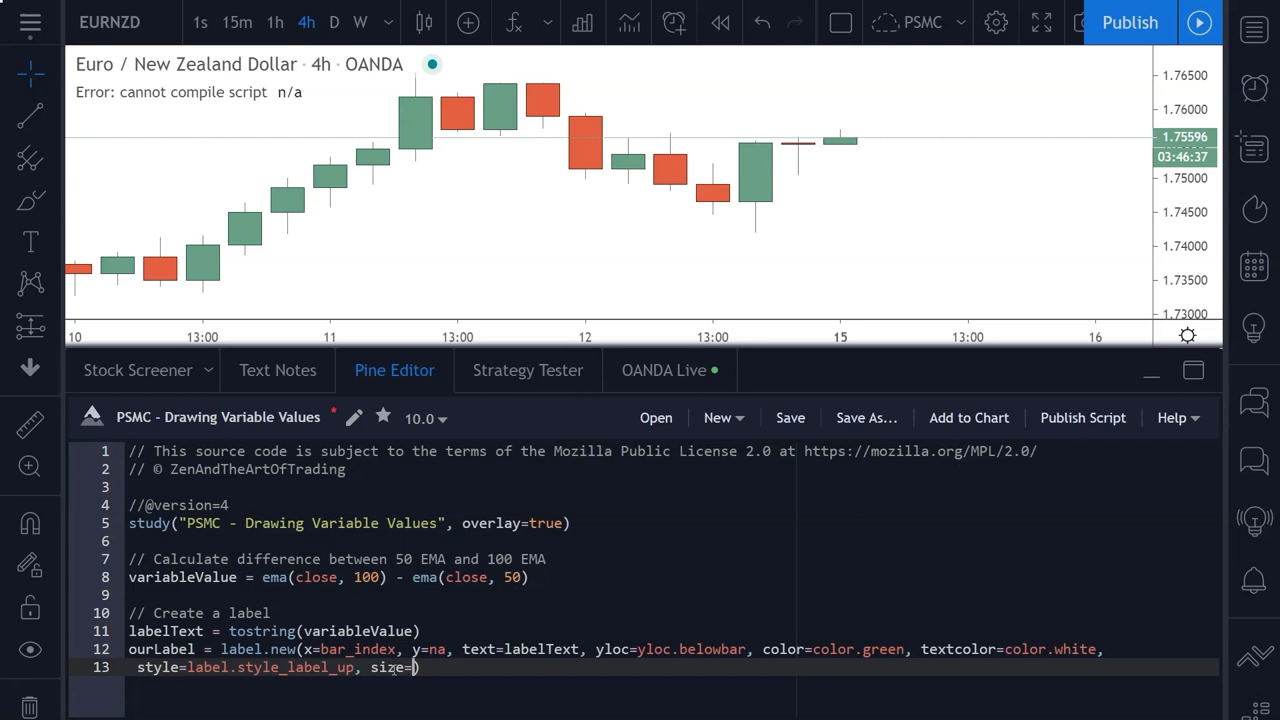 EURNZD 1s 15m 1h 4h D W PSMC Publish
Euro / New Zealand Dollar · 4h · OANDA
Error: cannot compile script n/a
1.76500
1.76000
1.75596
03:46:37
1.75000
1.74500
1.74000
1.73500
1.73000
10 13:00 11 13:00 12 13:00 15 13:00 16
Stock Screener Text Notes Pine Editor Strategy Tester OANDA Live
PSMC - Drawing Variable Values * 10.0 Open New Save Save As... Add to Chart Publish Script Help
1 // This source code is subject to the terms of the Mozilla Public License 2.0 at https://mozilla.org/MPL/2.0/
2 // © ZenAndTheArtOfTrading
3
4 //@version=4
5 study("PSMC - Drawing Variable Values", overlay=true)
6
7 // Calculate difference between 50 EMA and 100 EMA
8 variableValue = ema(close, 100) - ema(close, 50)
9
10 // Create a label
11 labelText = tostring(variableValue)
12 ourLabel = label.new(x=bar_index, y=na, text=labelText, yloc=yloc.belowbar, color=color.green, textcolor=color.white,
13 style=label.style_label_up, size=)